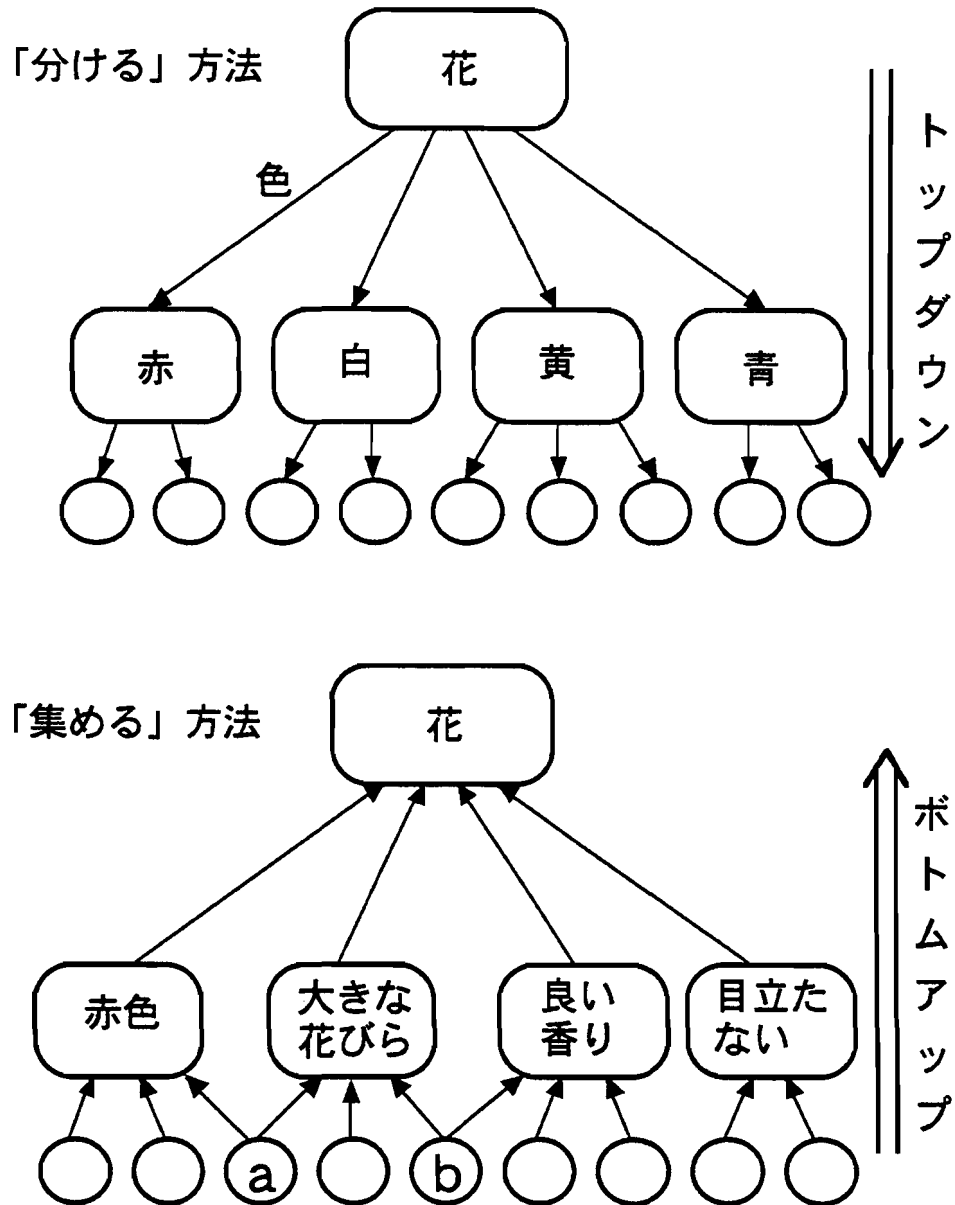 「分ける」方法
花
色
赤
白
黄
青
トップダウン
「集める」方法
花
赤色
大きな
花びら
良い
香り
目立た
ない
a
b
ボトムアップ